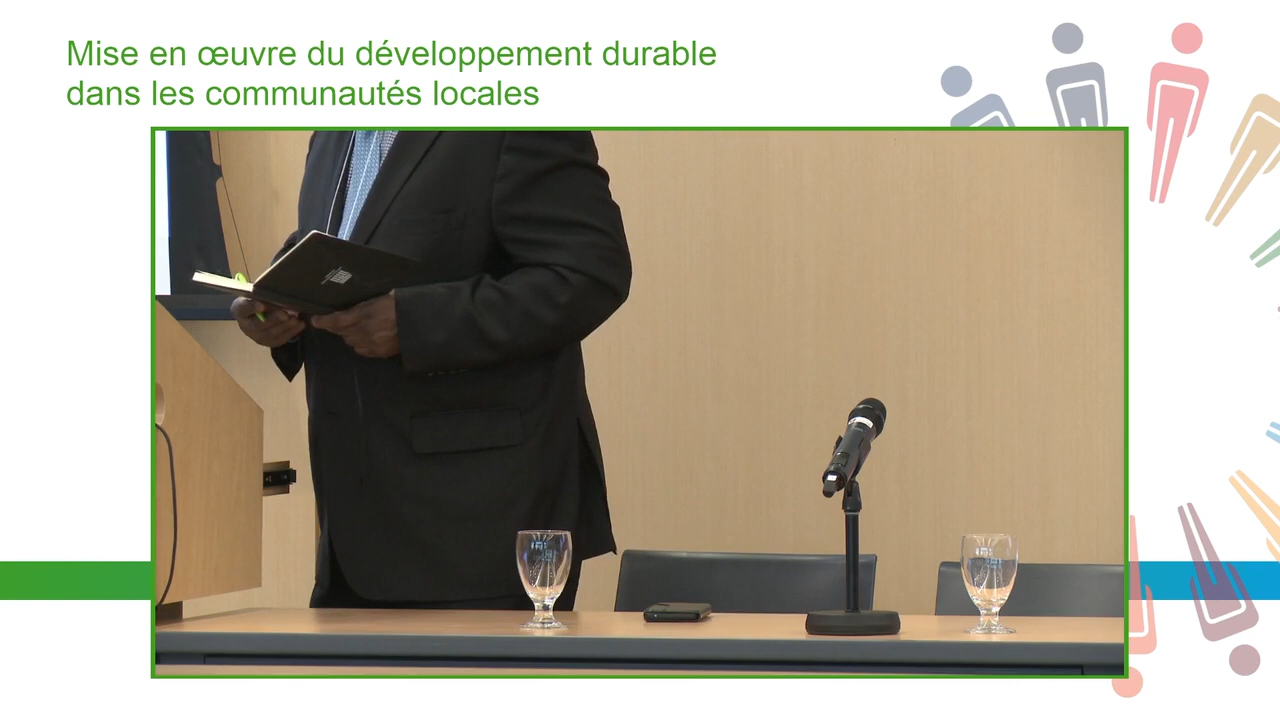 Mise en œuvre du développement durable
dans les communautés locales